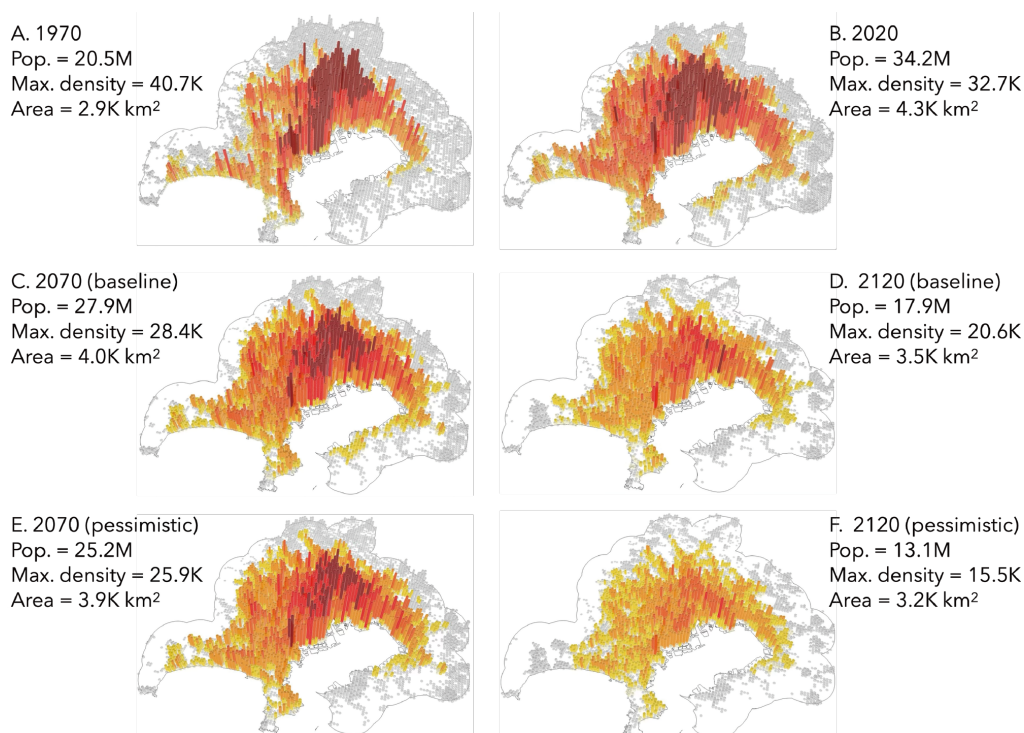 A. 1970
Pop. = 20.5M
Max. density = 40.7K
Area = 2.9K km²
B. 2020
Pop. = 34.2M
Max. density = 32.7K
Area = 4.3K km²
C. 2070 (baseline)
Pop. = 27.9M
Max. density = 28.4K
Area = 4.0K km²
D. 2120 (baseline)
Pop. = 17.9M
Max. density = 20.6K
Area = 3.5K km²
E. 2070 (pessimistic)
Pop. = 25.2M
Max. density = 25.9K
Area = 3.9K km²
F. 2120 (pessimistic)
Pop. = 13.1M
Max. density = 15.5K
Area = 3.2K km²